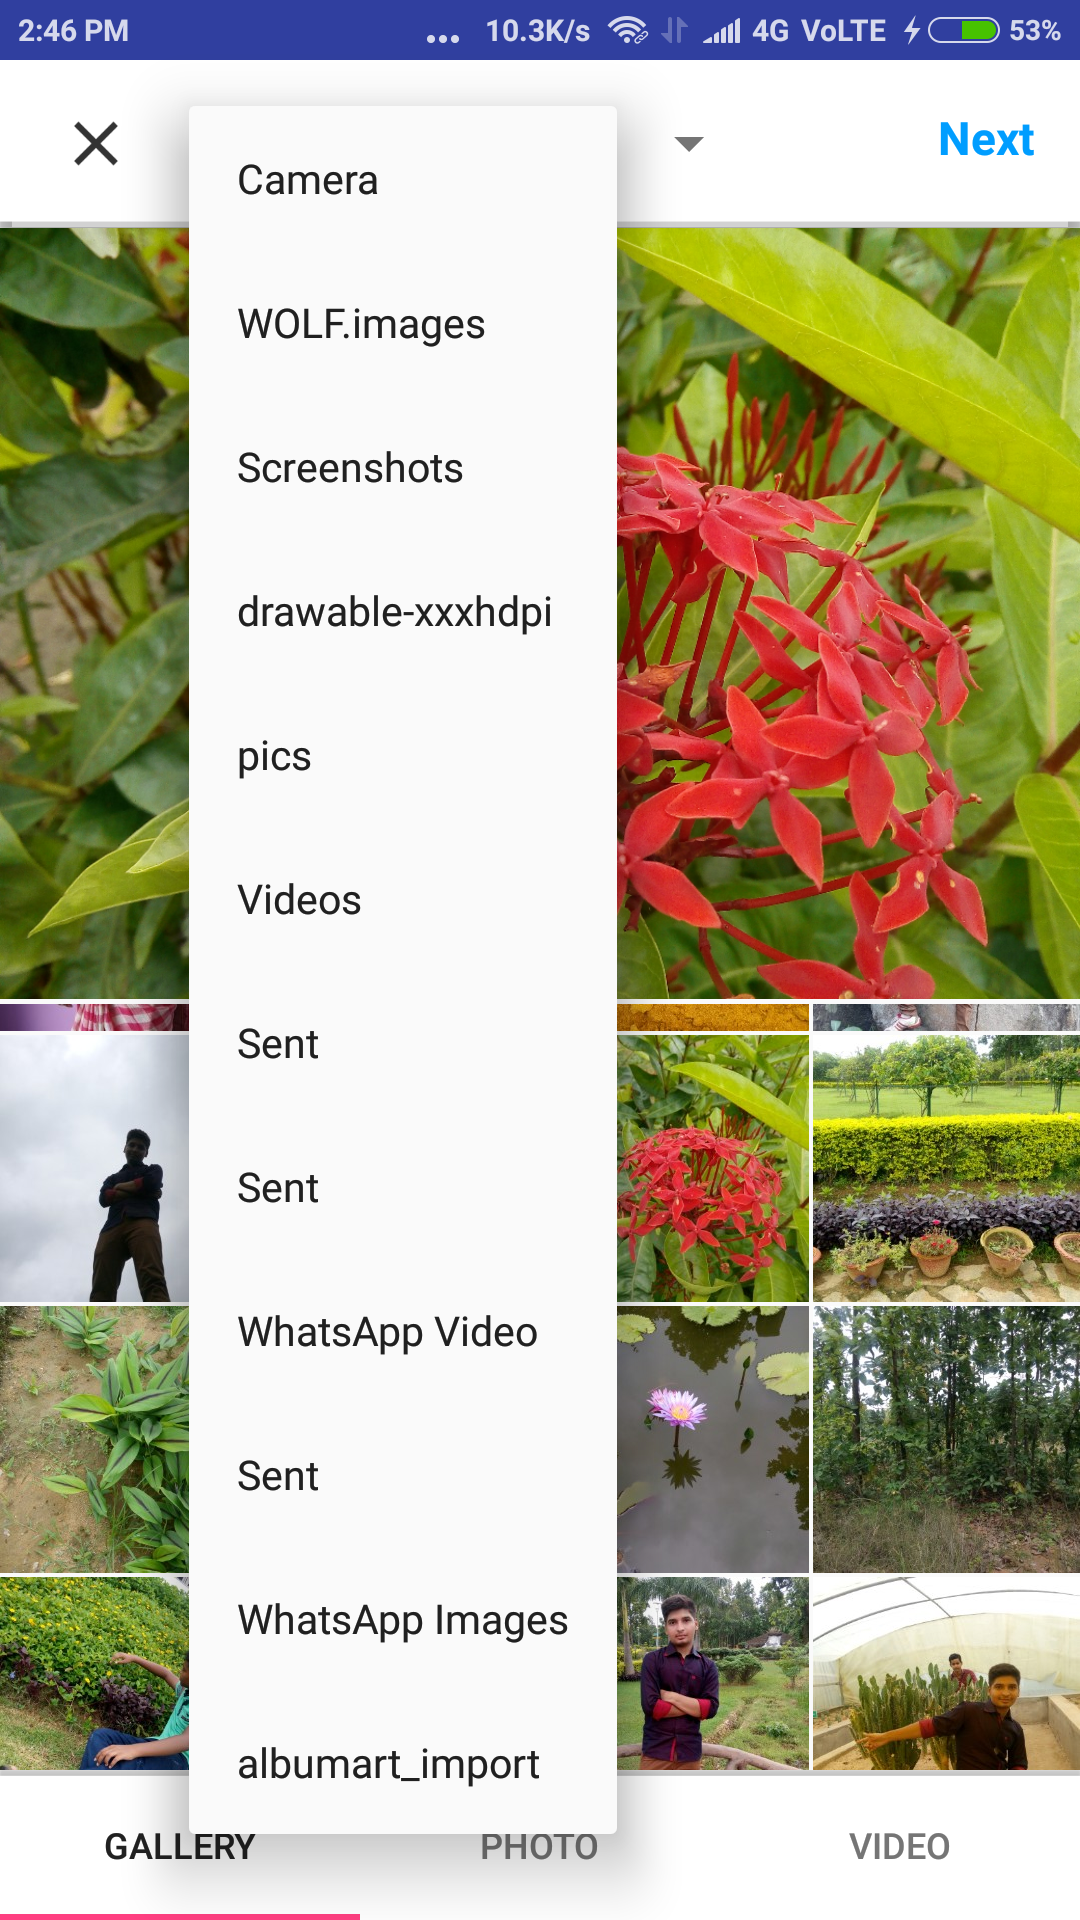 2:46 PM ... 10.3K/s 4G VoLTE 53%
Next
Camera
WOLF.images
Screenshots
drawable-xxxhdpi
pics
Videos
Sent
Sent
WhatsApp Video
Sent
WhatsApp Images
albumart_import
GALLERY PHOTO VIDEO